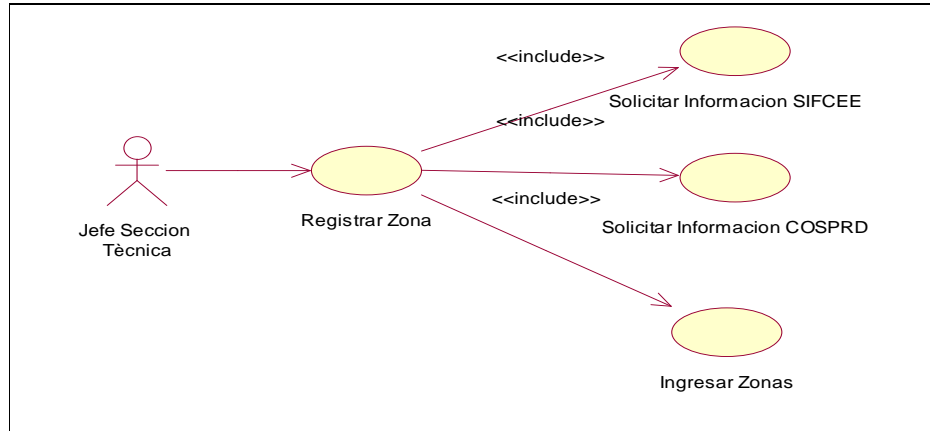 <<include>>
Solicitar Informacion SIFCEE
<<include>>
Jefe Seccion
Tècnica
Registrar Zona
<<include>>
Solicitar Informacion COSPRD
Ingresar Zonas